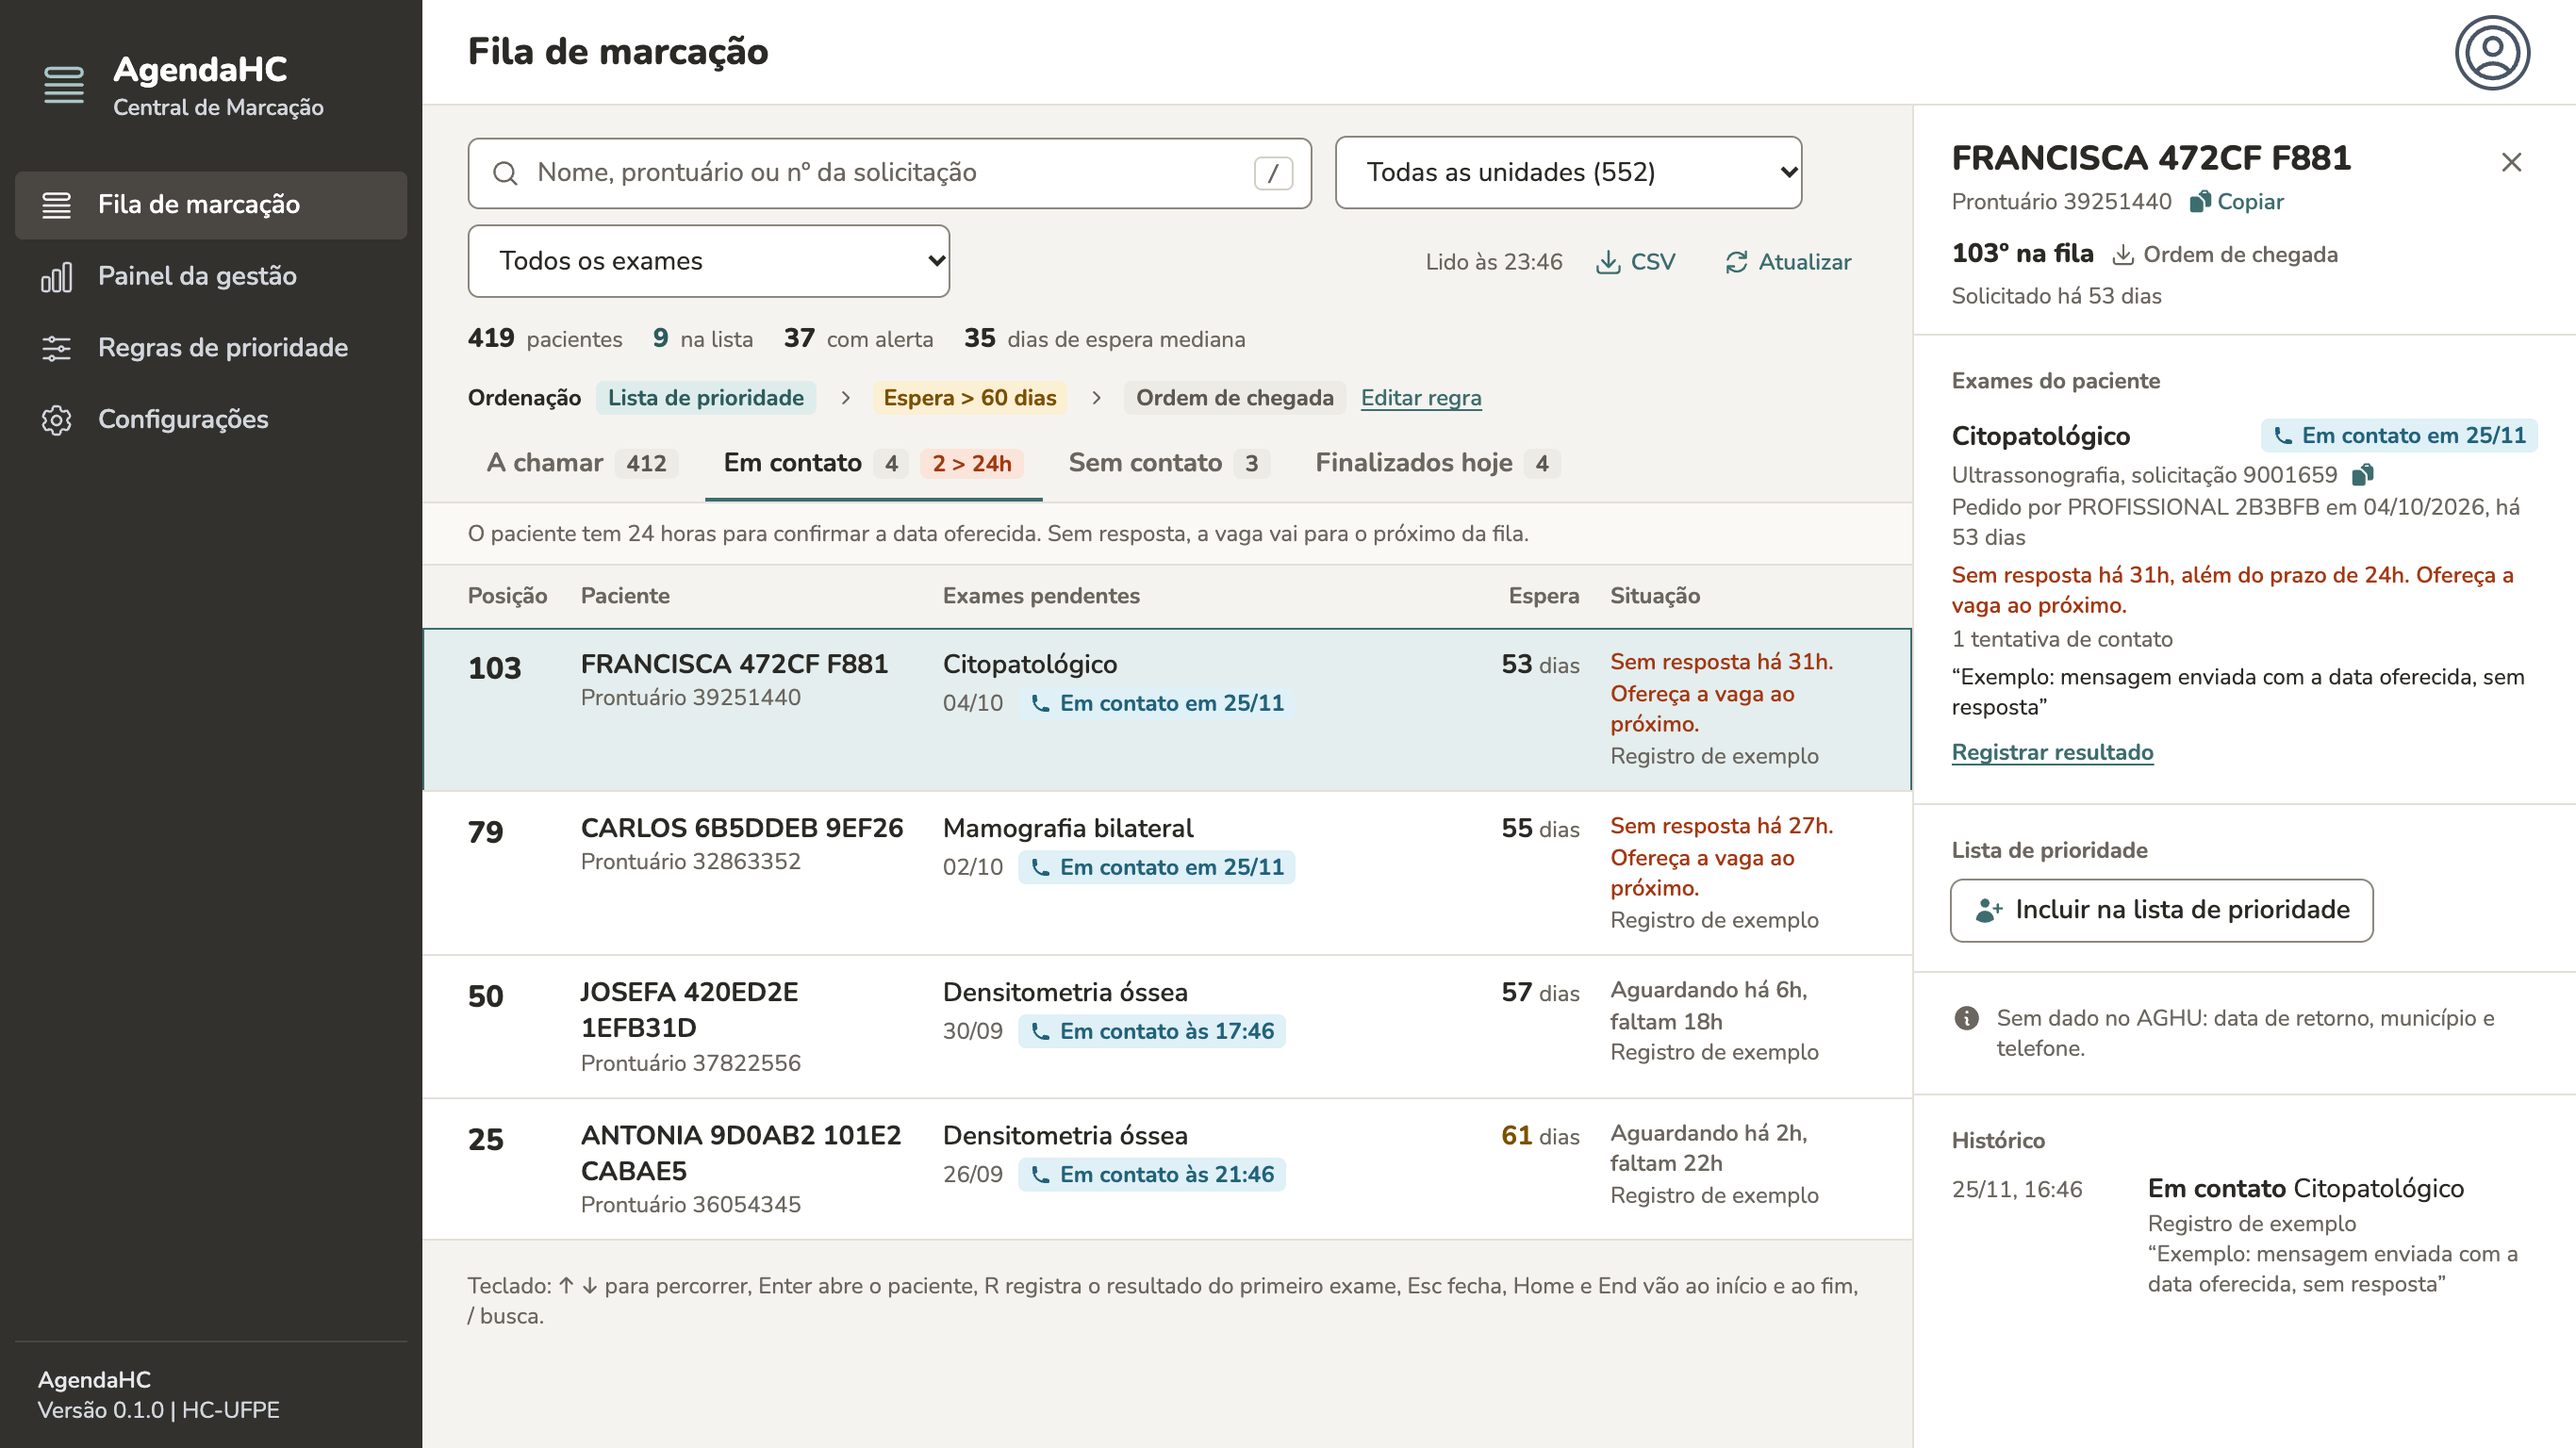 AgendaHC
Central de Marcação
Fila de marcação
Painel da gestão
Regras de prioridade
Configurações
AgendaHC
Versão 0.1.0 | HC-UFPE
Fila de marcação
Nome, prontuário ou nº da solicitação /
Todas as unidades (552)
Todos os exames
Lido às 23:46 CSV Atualizar
419 pacientes 9 na lista 37 com alerta 35 dias de espera mediana
Ordenação Lista de prioridade > Espera > 60 dias > Ordem de chegada Editar regra
A chamar 412 Em contato 4 2 > 24h Sem contato 3 Finalizados hoje 4
O paciente tem 24 horas para confirmar a data oferecida. Sem resposta, a vaga vai para o próximo da fila.
Posição Paciente Exames pendentes Espera Situação
103 FRANCISCA 472CF F881 Citopatológico 53 dias Sem resposta há 31h.
Prontuário 39251440 04/10 Em contato em 25/11 Ofereça a vaga ao
próximo.
Registro de exemplo
79 CARLOS 6B5DDEB 9EF26 Mamografia bilateral 55 dias Sem resposta há 27h.
Prontuário 32863352 02/10 Em contato em 25/11 Ofereça a vaga ao
próximo.
Registro de exemplo
50 JOSEFA 420ED2E Densitometria óssea 57 dias Aguardando há 6h,
1EFB31D 30/09 Em contato às 17:46 faltam 18h
Prontuário 37822556 Registro de exemplo
25 ANTONIA 9D0AB2 101E2 Densitometria óssea 61 dias Aguardando há 2h,
CABAE5 26/09 Em contato às 21:46 faltam 22h
Prontuário 36054345 Registro de exemplo
Teclado: ↑ ↓ para percorrer, Enter abre o paciente, R registra o resultado do primeiro exame, Esc fecha, Home e End vão ao início e ao fim,
/ busca.
FRANCISCA 472CF F881
Prontuário 39251440 Copiar
103º na fila Ordem de chegada
Solicitado há 53 dias
Exames do paciente
Citopatológico Em contato em 25/11
Ultrassonografia, solicitação 9001659
Pedido por PROFISSIONAL 2B3BFB em 04/10/2026, há
53 dias
Sem resposta há 31h, além do prazo de 24h. Ofereça a
vaga ao próximo.
1 tentativa de contato
“Exemplo: mensagem enviada com a data oferecida, sem
resposta”
Registrar resultado
Lista de prioridade
Incluir na lista de prioridade
Sem dado no AGHU: data de retorno, município e
telefone.
Histórico
25/11, 16:46 Em contato Citopatológico
Registro de exemplo
“Exemplo: mensagem enviada com a
data oferecida, sem resposta”